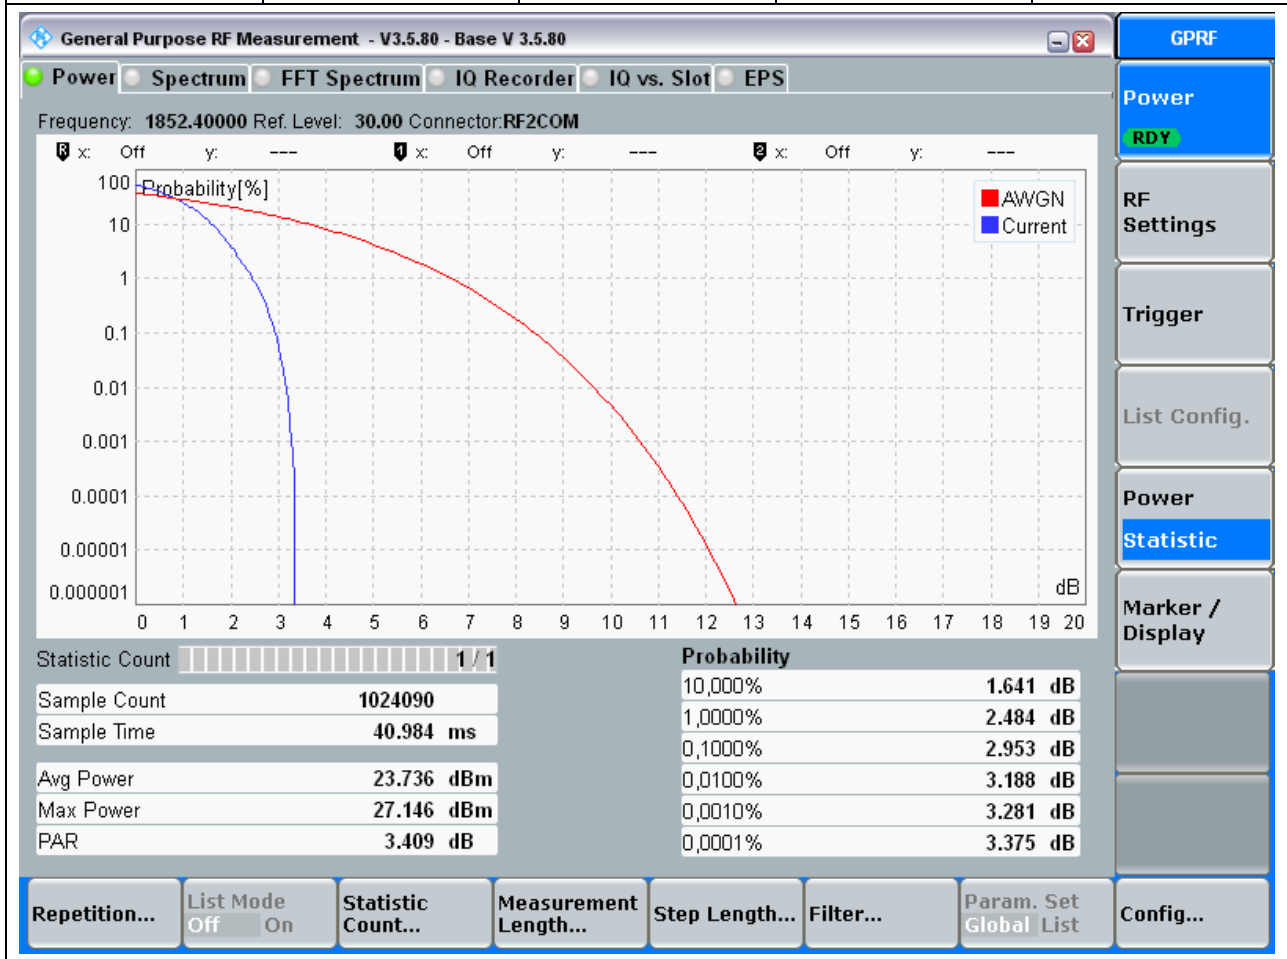 General Purpose RF Measurement - V3.5.80 - Base V 3.5.80
GPRF
Power Spectrum FFT Spectrum IQ Recorder IQ vs. Slot EPS
Frequency: 1852.40000 Ref. Level: 30.00 Connector:RF2COM
R x: Off y: --- 1 x: Off y: --- 2 x: Off y: ---
Probability[%]
AWGN
Current
100
10
1
0.1
0.01
0.001
0.0001
0.00001
0.000001
dB
0 1 2 3 4 5 6 7 8 9 10 11 12 13 14 15 16 17 18 19 20
Statistic Count 1 / 1
Sample Count 1024090
Sample Time 40.984 ms
Avg Power 23.736 dBm
Max Power 27.146 dBm
PAR 3.409 dB
Probability
10,000% 1.641 dB
1,0000% 2.484 dB
0,1000% 2.953 dB
0,0100% 3.188 dB
0,0010% 3.281 dB
0,0001% 3.375 dB
Power
RDY
RF
Settings
Trigger
List Config.
Power
Statistic
Marker /
Display
Repetition...
List Mode
Off On
Statistic
Count...
Measurement
Length...
Step Length...
Filter...
Param. Set
Global List
Config...